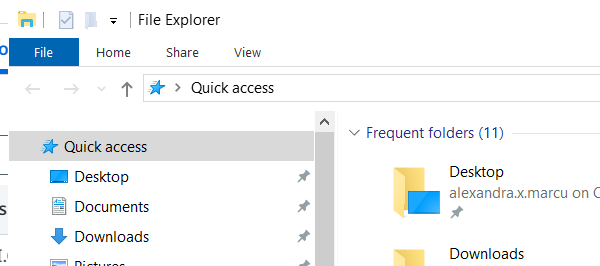 File Explorer
File Home Share View
Quick access
Quick access
Desktop
Documents
Downloads
Pictures
Frequent folders (11)
Desktop
alexandra.x.marcu on
Downloads